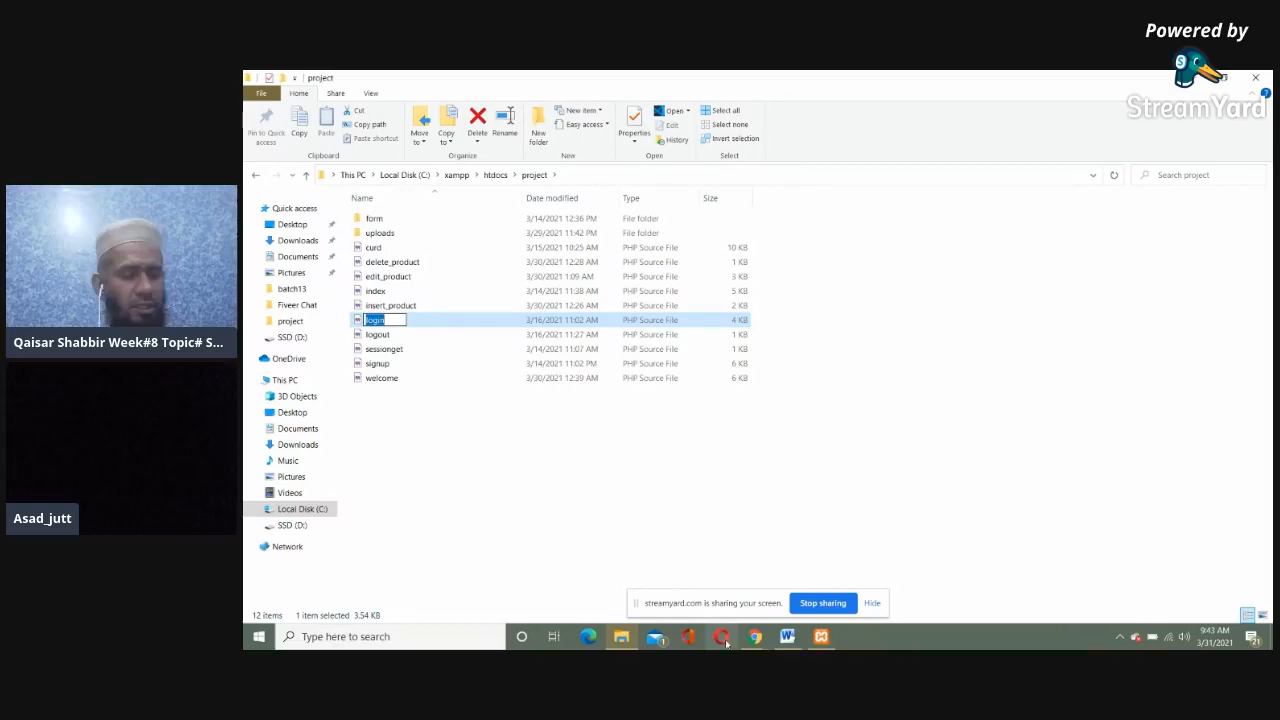 Powered by
StreamYard
project
File
Home
Share
View
Pin to Quick access
Copy
Paste
Cut
Copy path
Paste shortcut
Clipboard
Move to
Copy to
Delete
Rename
Organize
New folder
New item
Easy access
New
Properties
Open
Edit
History
Open
Select all
Select none
Invert selection
Select
This PC
Local Disk (C:)
xampp
htdocs
project
Search project
Name
Date modified
Type
Size
form 3/14/2021 12:36 PM File folder
uploads 3/29/2021 11:42 PM File folder
curd 3/15/2021 10:25 AM PHP Source File 10 KB
delete_product 3/30/2021 12:28 AM PHP Source File 1 KB
edit_product 3/30/2021 1:09 AM PHP Source File 3 KB
index 3/14/2021 11:38 AM PHP Source File 5 KB
insert_product 3/30/2021 12:26 AM PHP Source File 2 KB
login 3/16/2021 11:02 AM PHP Source File 4 KB
logout 3/16/2021 11:27 AM PHP Source File 1 KB
sessionget 3/14/2021 11:07 AM PHP Source File 1 KB
signup 3/14/2021 11:02 PM PHP Source File 6 KB
welcome 3/30/2021 12:39 AM PHP Source File 6 KB
Quick access
Desktop
Downloads
Documents
Pictures
batch13
Fiveer Chat
project
SSD (D:)
OneDrive
This PC
3D Objects
Desktop
Documents
Downloads
Music
Pictures
Videos
Local Disk (C:)
SSD (D:)
Network
Qaisar Shabbir Week#8 Topic# S...
Asad_jutt
streamyard.com is sharing your screen.
Stop sharing
Hide
12 items
1 item selected 3.54 KB
Type here to search
9:43 AM
3/31/2021